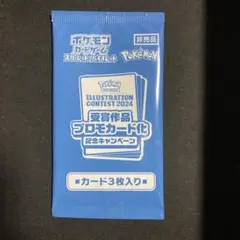 ポケモン
カードゲーム
スカーレット&バイオレット
非売品
Pokémon
ILLUSTRATION
CONTEST 2024
受賞作品
プロモカード化
記念キャンペーン
■カード3枚入り■